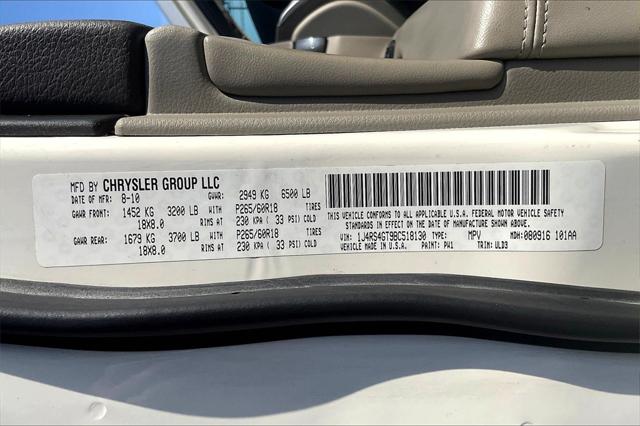 MFD BY CHRYSLER GROUP LLC
DATE OF MFR: 8-10 GVWR: 2949 KG 6500 LB
GAWR FRONT: 1452 KG 3200 LB WITH P265/60R18 TIRES
18X8.0 RIMS AT 230 KPA ( 33 PSI) COLD
GAWR REAR: 1679 KG 3700 LB WITH P265/60R18 TIRES
18X8.0 RIMS AT 230 KPA ( 33 PSI) COLD
THIS VEHICLE CONFORMS TO ALL APPLICABLE U.S.A. FEDERAL MOTOR VEHICLE SAFETY
STANDARDS IN EFFECT ON THE DATE OF MANUFACTURE SHOWN ABOVE.
VIN: 1J4RS4GT9BC518130 TYPE: MPV MDH: 080916 101AA
VEHICLE MADE IN U.S.A. PAINT: PW1 TRIM: ULD3